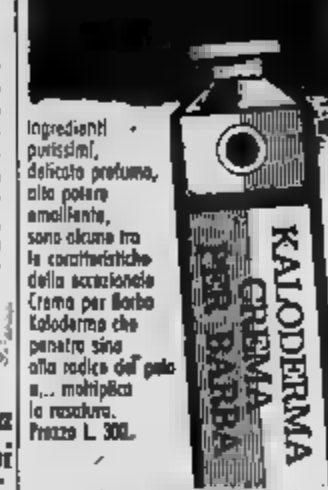 Ingredienti
purissimi,
delicato profumo,
alto potere
emolliente,
sono alcune tra
le caratteristiche
della eccezionale
Crema per Barba
Kaloderma che
penetra sino
alla radice del pelo
e... moltiplica
la rasatura.
Prezzo L. 300.
KALODERMA
CREMA
PER BARBA